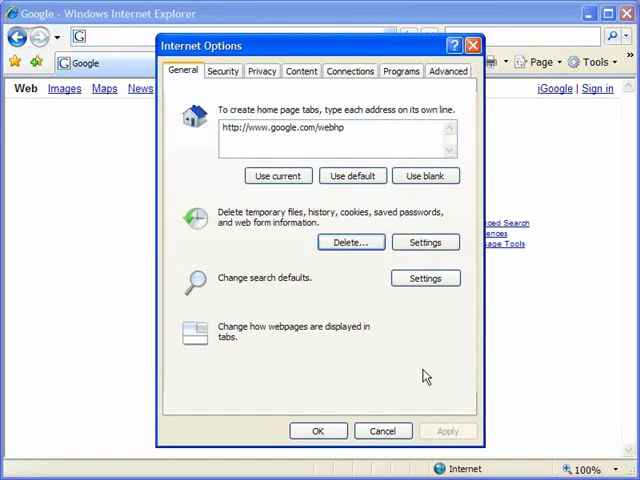 Google - Windows Internet Explorer
Internet Options
Google
Page
Tools
General Security Privacy Content Connections Programs Advanced
Web Images Maps News
iGoogle | Sign in
To create home page tabs, type each address on its own line.
http://www.google.com/webhp
Use current Use default Use blank
Delete temporary files, history, cookies, saved passwords,
and web form information.
Search
Tools
Delete... Settings
Change search defaults.
Settings
Change how webpages are displayed in
tabs.
OK Cancel Apply
Internet
100%